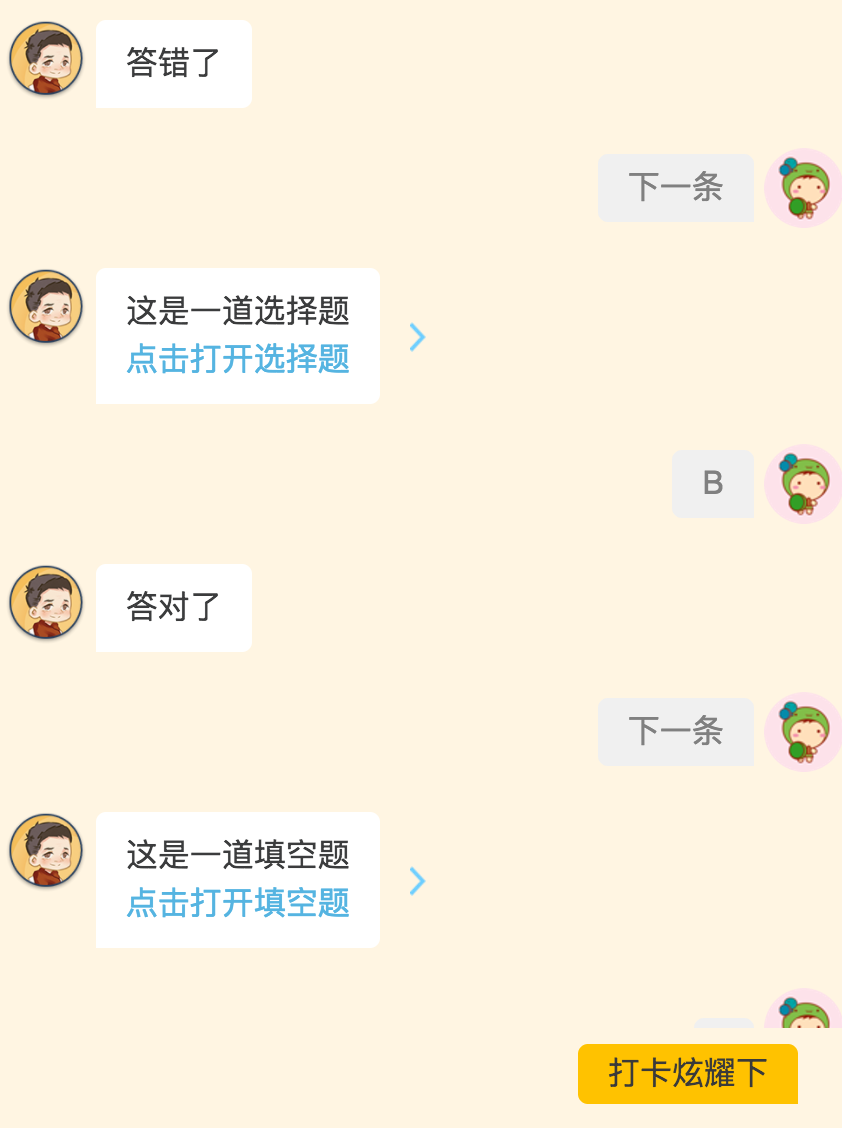 答错了
下一条
这是一道选择题
点击打开选择题
B
答对了
下一条
这是一道填空题
点击打开填空题
打卡炫耀下